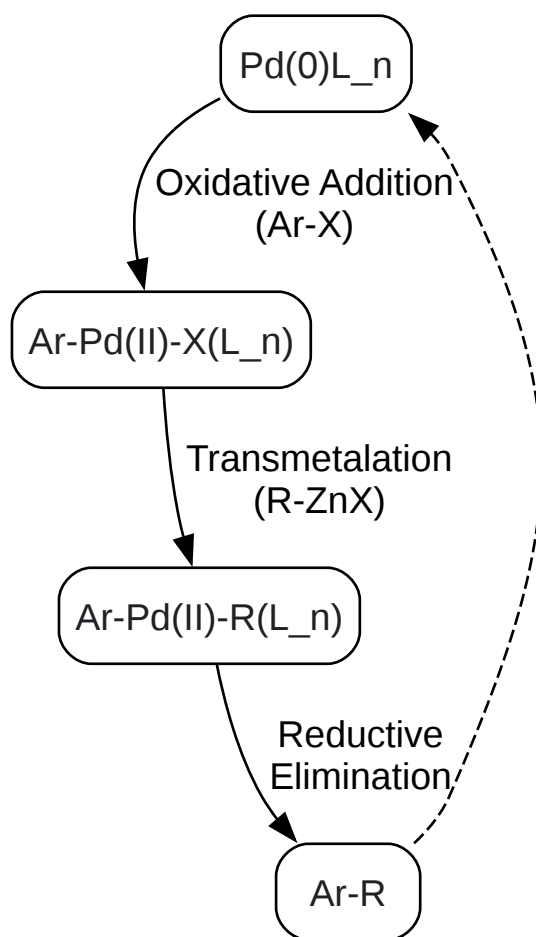 Pd(0)L_n
Oxidative Addition
(Ar-X)
Ar-Pd(II)-X(L_n)
Transmetalation
(R-ZnX)
Ar-Pd(II)-R(L_n)
Reductive
Elimination
Ar-R